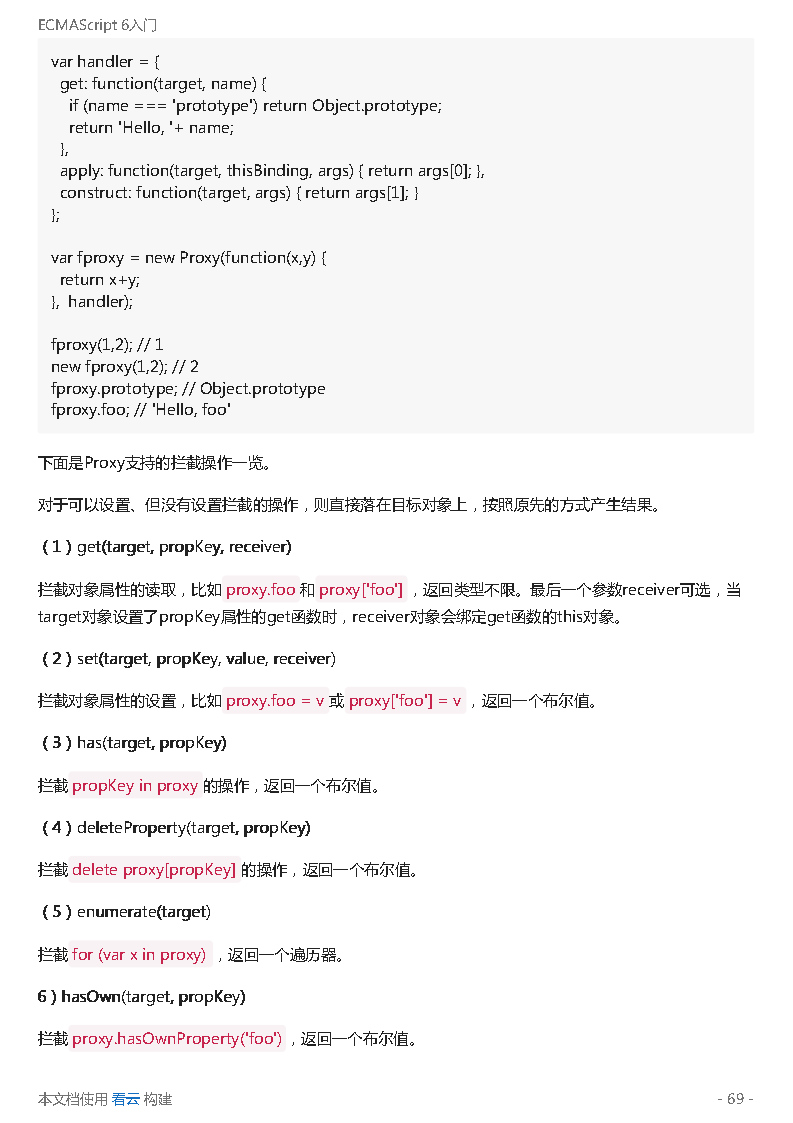 ECMAScript 6入门
var handler = {
  get: function(target, name) {
    if (name === 'prototype') return Object.prototype;
    return 'Hello, '+ name;
  },
  apply: function(target, thisBinding, args) { return args[0]; },
  construct: function(target, args) { return args[1]; }
};

var fproxy = new Proxy(function(x,y) {
  return x+y;
},  handler);

fproxy(1,2); // 1
new fproxy(1,2); // 2
fproxy.prototype; // Object.prototype
fproxy.foo; // 'Hello, foo'
下面是Proxy支持的拦截操作一览。
对于可以设置、但没有设置拦截的操作，则直接落在目标对象上，按照原先的方式产生结果。
（1）get(target, propKey, receiver)
拦截对象属性的读取，比如 proxy.foo 和 proxy['foo'] ，返回类型不限。最后一个参数receiver可选，当
target对象设置了propKey属性的get函数时，receiver对象会绑定get函数的this对象。
（2）set(target, propKey, value, receiver)
拦截对象属性的设置，比如 proxy.foo = v 或 proxy['foo'] = v ，返回一个布尔值。
（3）has(target, propKey)
拦截 propKey in proxy 的操作，返回一个布尔值。
（4）deleteProperty(target, propKey)
拦截 delete proxy[propKey] 的操作，返回一个布尔值。
（5）enumerate(target)
拦截 for (var x in proxy) ，返回一个遍历器。
6）hasOwn(target, propKey)
拦截 proxy.hasOwnProperty('foo') ，返回一个布尔值。
本文档使用 看云 构建
- 69 -